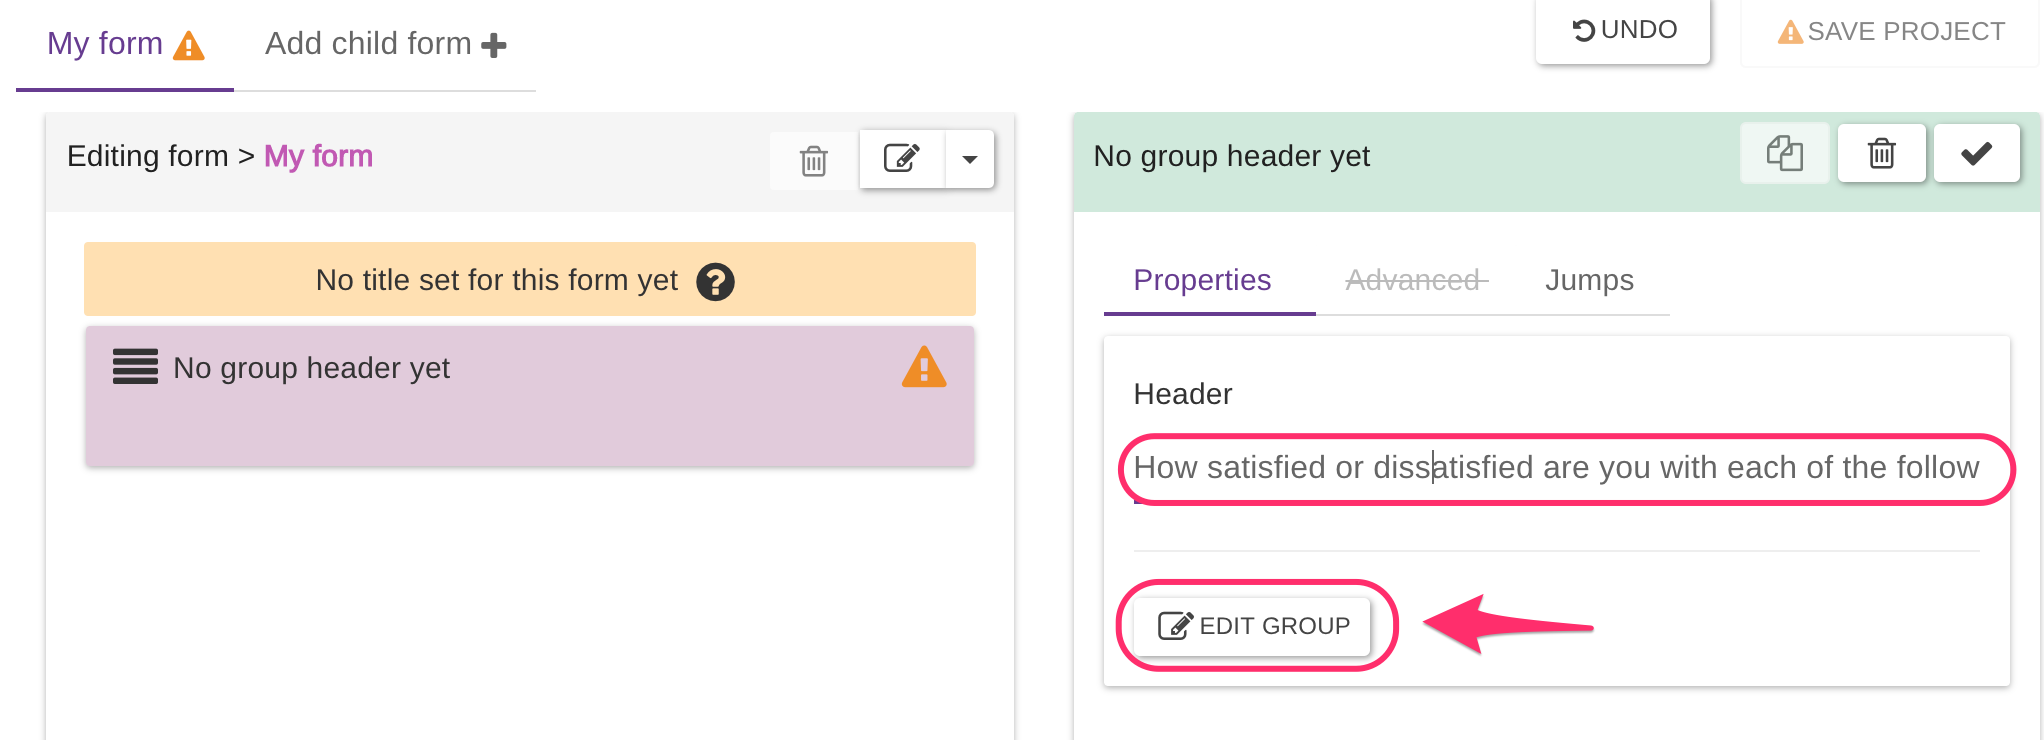 My form
Add child form
UNDO
SAVE PROJECT
Editing form > My form
No title set for this form yet
No group header yet
No group header yet
Properties
Advanced
Jumps
Header
How satisfied or dissatisfied are you with each of the follow
EDIT GROUP